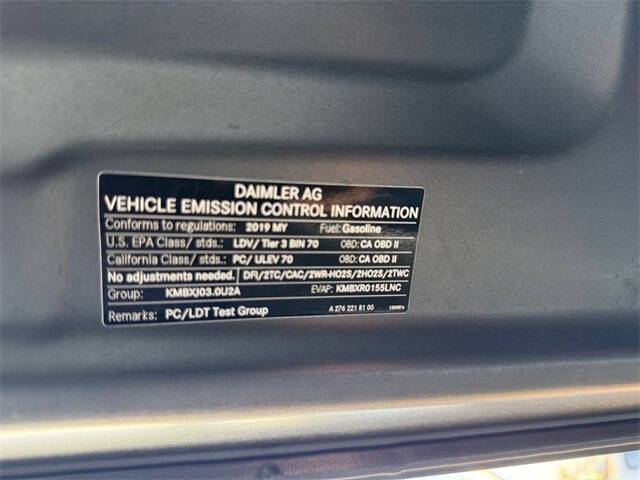 DAIMLER AG
VEHICLE EMISSION CONTROL INFORMATION
Conforms to regulations: 2019 MY Fuel: Gasoline
U.S. EPA Class/ stds.: LDV/ Tier 3 BIN 70 OBD: CA OBD II
California Class/ stds.: PC/ ULEV 70 OBD: CA OBD II
No adjustments needed. DFI/2TC/CAC/2WR-HO2S/2HO2S/2TWC
Group: KMBXJ03.0U2A EVAP: KMBXR0155LNC
Remarks: PC/LDT Test Group A 276 221 81 00